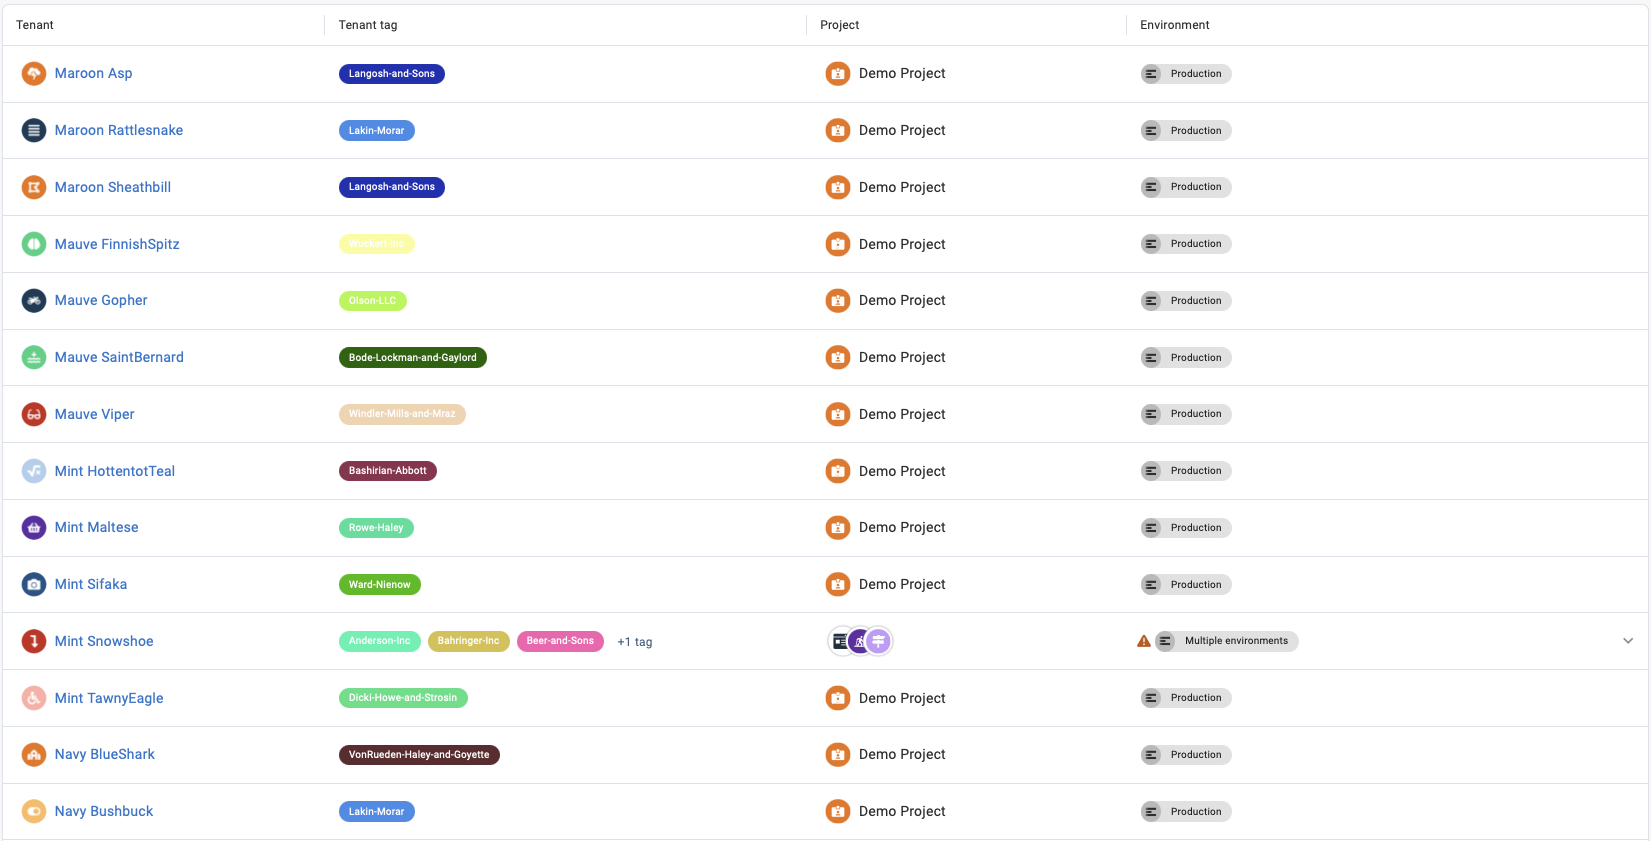 Tenant Tenant tag Project Environment
Maroon Asp Langosh-and-Sons Demo Project Production
Maroon Rattlesnake Lakin-Morar Demo Project Production
Maroon Sheathbill Langosh-and-Sons Demo Project Production
Mauve FinnishSpitz Wuckert-Inc Demo Project Production
Mauve Gopher Olson-LLC Demo Project Production
Mauve SaintBernard Bode-Lockman-and-Gaylord Demo Project Production
Mauve Viper Windler-Mills-and-Mraz Demo Project Production
Mint HottentotTeal Bashirian-Abbott Demo Project Production
Mint Maltese Rowe-Haley Demo Project Production
Mint Sifaka Ward-Nienow Demo Project Production
Mint Snowshoe Anderson-Inc Bahringer-Inc Beer-and-Sons +1 tag Multiple environments
Mint TawnyEagle Dicki-Howe-and-Strosin Demo Project Production
Navy BlueShark VonRueden-Haley-and-Goyette Demo Project Production
Navy Bushbuck Lakin-Morar Demo Project Production